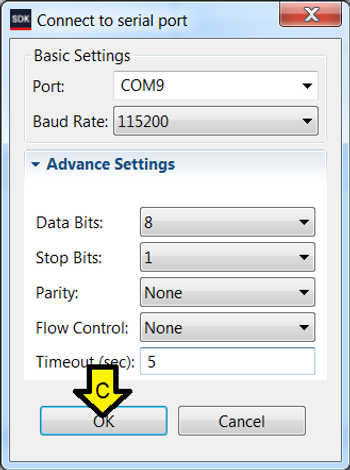 SDK Connect to serial port
Basic Settings
Port: COM9
Baud Rate: 115200
Advance Settings
Data Bits: 8
Stop Bits: 1
Parity: None
Flow Control: None
Timeout (sec): 5
C
OK Cancel